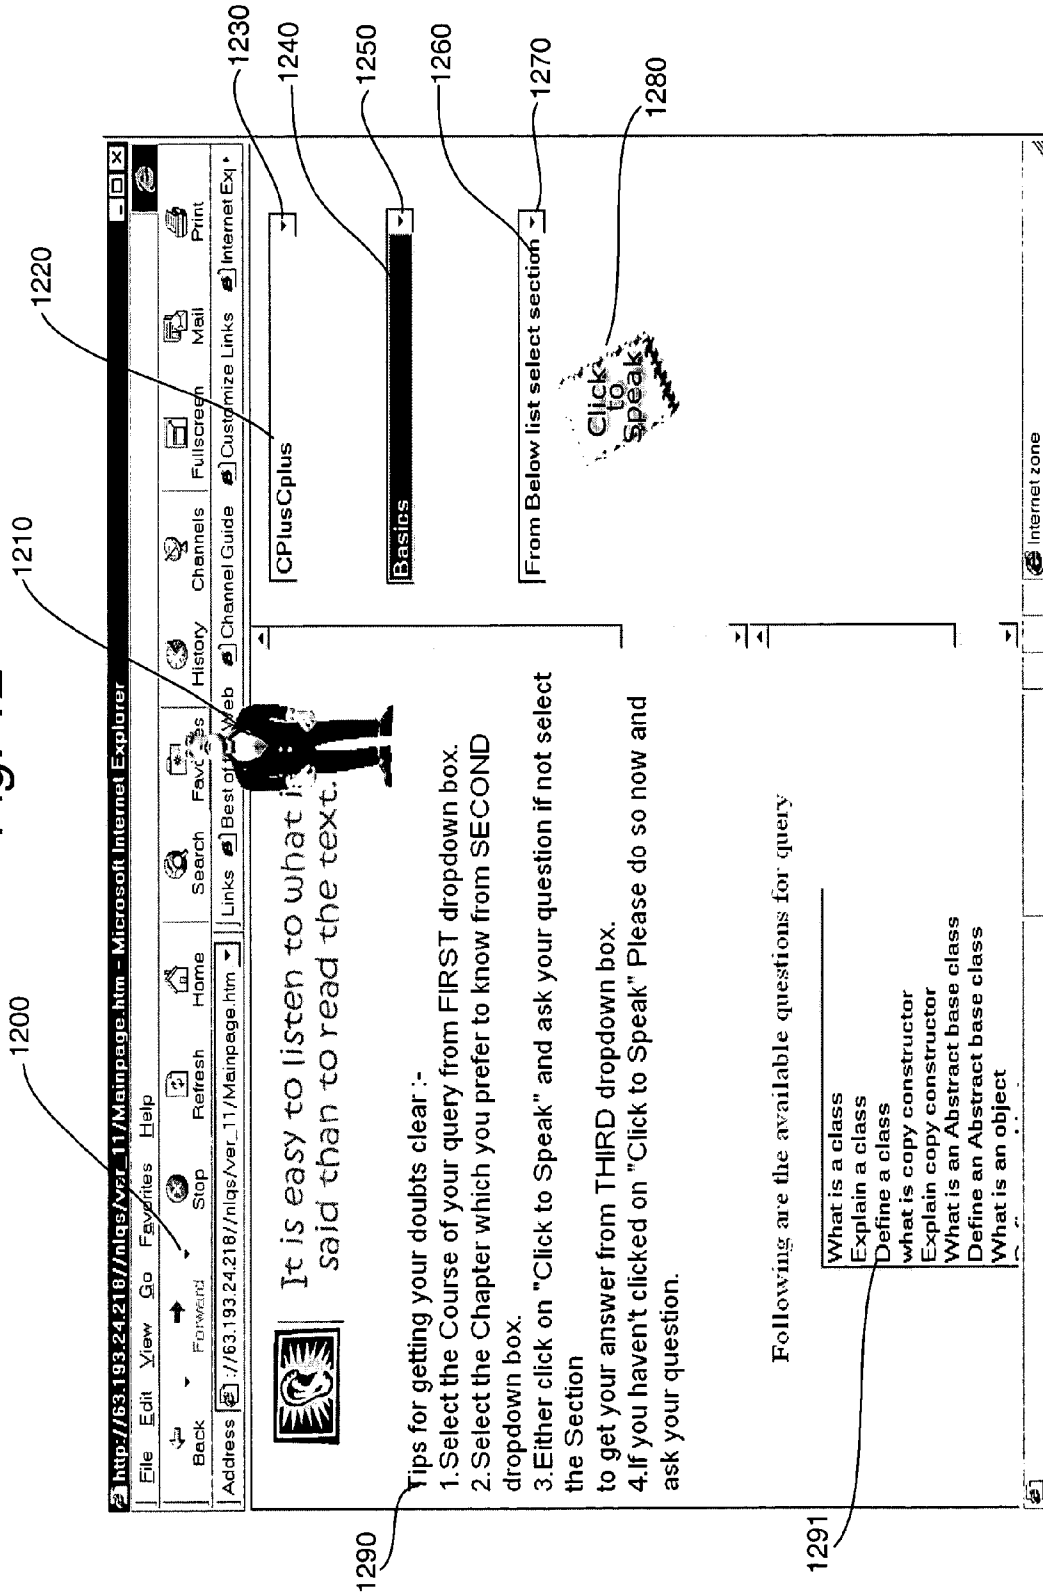 1200
1210
1220
1230
1240
1250
1260
1270
1280
http://63.193.24.218//nlqs/ver_11/Mainpage.htm - Microsoft Internet Explorer
File Edit View Go Favorites Help
Back Forward Stop Refresh Home Search Favorites History Channels Fullscreen Mail Print
Address ://63.193.24.218//nlqs/ver_11/Mainpage.htm Links Best of Web Channel Guide Customize Links Internet Exp
It is easy to listen to what i
said than to read the text.
CPlusCplus
Basics
From Below list select section
Click
to
Speak
1290
Tips for getting your doubts clear :-
1.Select the Course of your query from FIRST dropdown box.
2.Select the Chapter which you prefer to know from SECOND
dropdown box.
3.Either click on "Click to Speak" and ask your question if not select
the Section
to get your answer from THIRD dropdown box.
4.If you haven't clicked on "Click to Speak" Please do so now and
ask your question.
Following are the available questions for query
1291
What is a class
Explain a class
Define a class
what is copy constructor
Explain copy constructor
What is an Abstract base class
Define an Abstract base class
What is an object
Internet zone